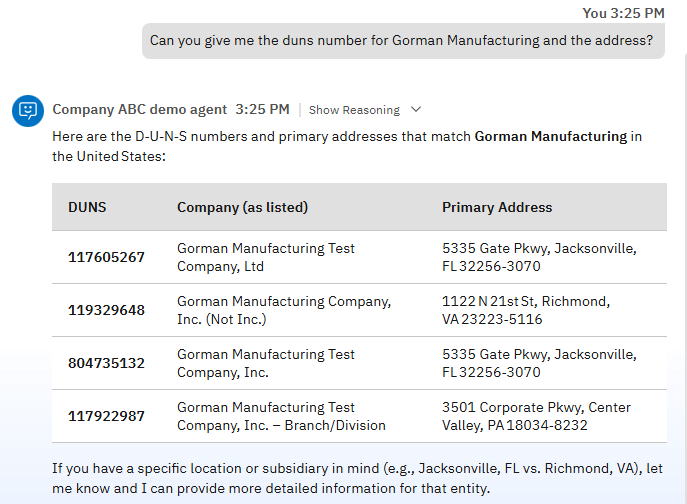 You 3:25 PM
Can you give me the duns number for Gorman Manufacturing and the address?
Company ABC demo agent 3:25 PM | Show Reasoning
Here are the D-U-N-S numbers and primary addresses that match Gorman Manufacturing in
the United States:
DUNS Company (as listed) Primary Address
117605267 Gorman Manufacturing Test Company, Ltd 5335 Gate Pkwy, Jacksonville, FL 32256-3070
119329648 Gorman Manufacturing Company, Inc. (Not Inc.) 1122 N 21st St, Richmond, VA 23223-5116
804735132 Gorman Manufacturing Test Company, Inc. 5335 Gate Pkwy, Jacksonville, FL 32256-3070
117922987 Gorman Manufacturing Test Company, Inc. – Branch/Division 3501 Corporate Pkwy, Center Valley, PA 18034-8232
If you have a specific location or subsidiary in mind (e.g., Jacksonville, FL vs. Richmond, VA), let
me know and I can provide more detailed information for that entity.